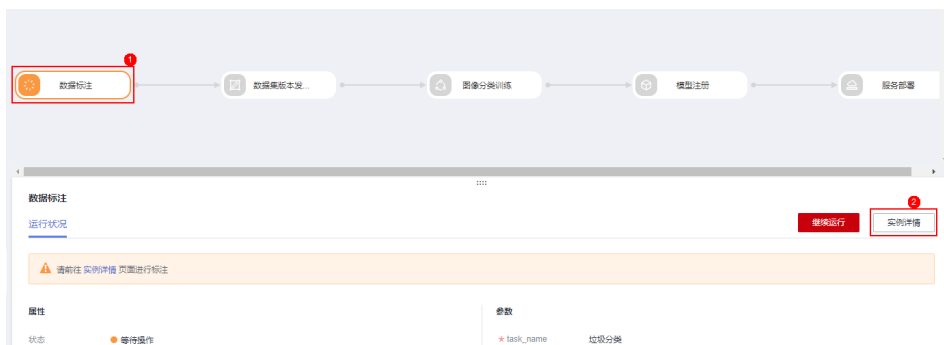 1
数据标注
数据集版本发...
图像分类训练
模型注册
服务部署
数据标注
2
运行状况
继续运行
实例详情
请前往 实例详情 页面进行标注
属性
参数
状态
等待操作
* task_name
垃圾分类